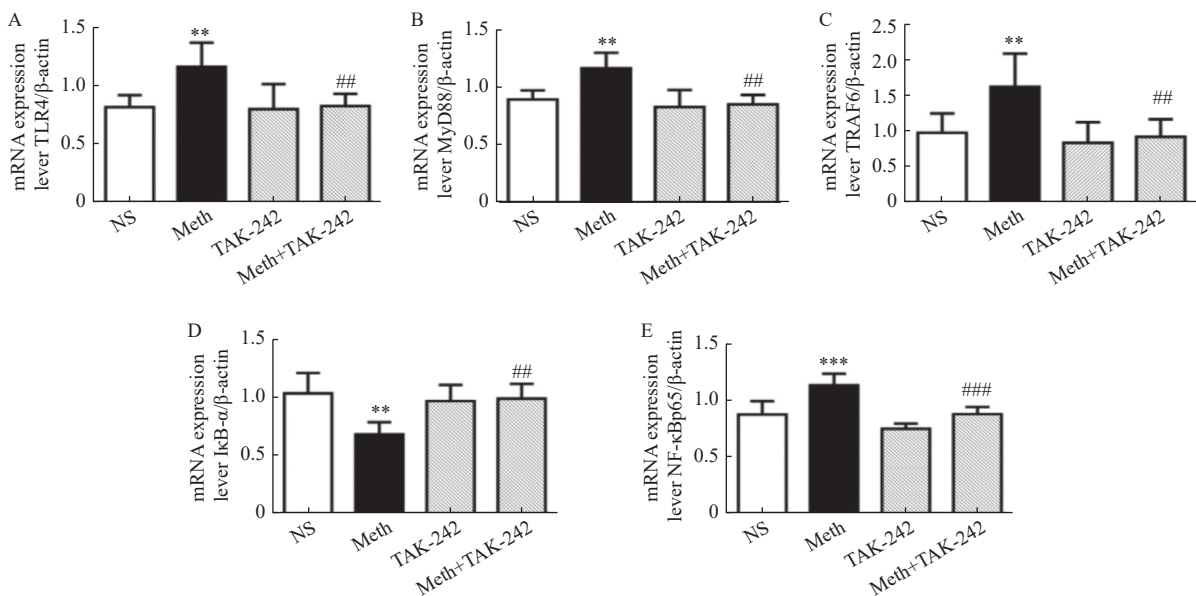 A
mRNA expression
lever TLR4/β-actin
1.5
1.0
0.5
0
**
##
NS
Meth
TAK-242
Meth+TAK-242
B
mRNA expression
lever MyD88/β-actin
1.5
1.0
0.5
0
**
##
NS
Meth
TAK-242
Meth+TAK-242
C
mRNA expression
lever TRAF6/β-actin
2.5
2.0
1.5
1.0
0.5
0
**
##
NS
Meth
TAK-242
Meth+TAK-242
D
mRNA expression
lever IκB-α/β-actin
1.5
1.0
0.5
0
**
##
NS
Meth
TAK-242
Meth+TAK-242
E
mRNA expression
lever NF-κBp65/β-actin
1.5
1.0
0.5
0
***
###
NS
Meth
TAK-242
Meth+TAK-242